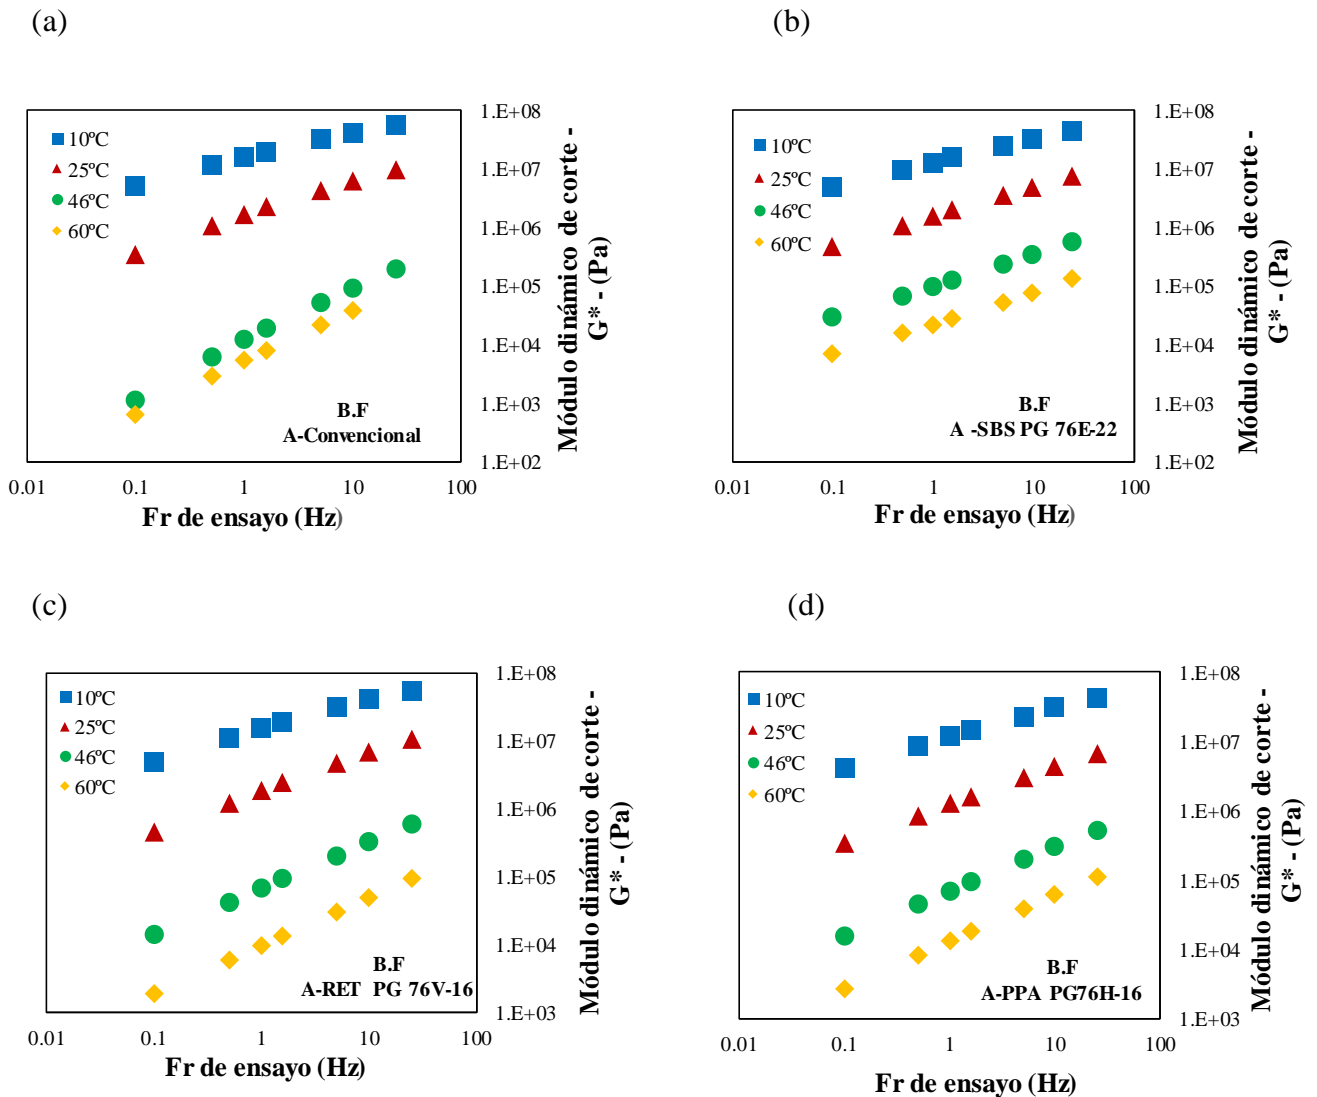 (a)
(b)
10ºC
25ºC
46ºC
60ºC
B.F
A-Convencional
1.E+08
1.E+07
1.E+06
1.E+05
1.E+04
1.E+03
1.E+02
0.01
0.1
1
10
100
Fr de ensayo (Hz)
Módulo dinámico de corte -
G* - (Pa)
10ºC
25ºC
46ºC
60ºC
B.F
A -SBS PG 76E-22
1.E+08
1.E+07
1.E+06
1.E+05
1.E+04
1.E+03
1.E+02
0.01
0.1
1
10
100
Fr de ensayo (Hz)
Módulo dinámico de corte -
G* - (Pa)
(c)
(d)
10ºC
25ºC
46ºC
60ºC
B.F
A-RET PG 76V-16
1.E+08
1.E+07
1.E+06
1.E+05
1.E+04
1.E+03
0.01
0.1
1
10
100
Fr de ensayo (Hz)
Módulo dinámico de corte -
G* - (Pa)
10ºC
25ºC
46ºC
60ºC
B.F
A-PPA PG76H-16
1.E+08
1.E+07
1.E+06
1.E+05
1.E+04
1.E+03
0.01
0.1
1
10
100
Fr de ensayo (Hz)
Módulo dinámico de corte -
G* - (Pa)